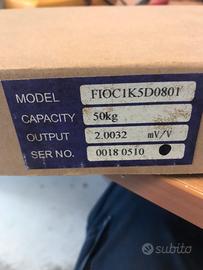 MODEL FIOC1K5D0801
CAPACITY 50kg
OUTPUT 2.0032 mV/V
SER NO. 0018 0510
subito